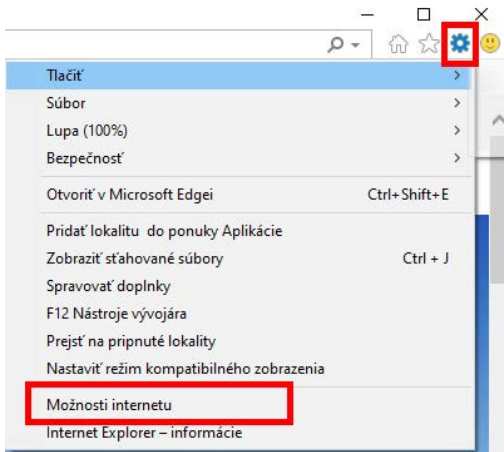 Tlačiť
Súbor
Lupa (100%)
Bezpečnosť
Otvoriť v Microsoft Edgei Ctrl+Shift+E
Pridať lokalitu do ponuky Aplikácie
Zobraziť sťahované súbory Ctrl + J
Spravovať doplnky
F12 Nástroje vývojára
Prejsť na pripnuté lokality
Nastaviť režim kompatibilného zobrazenia
Možnosti internetu
Internet Explorer – informácie